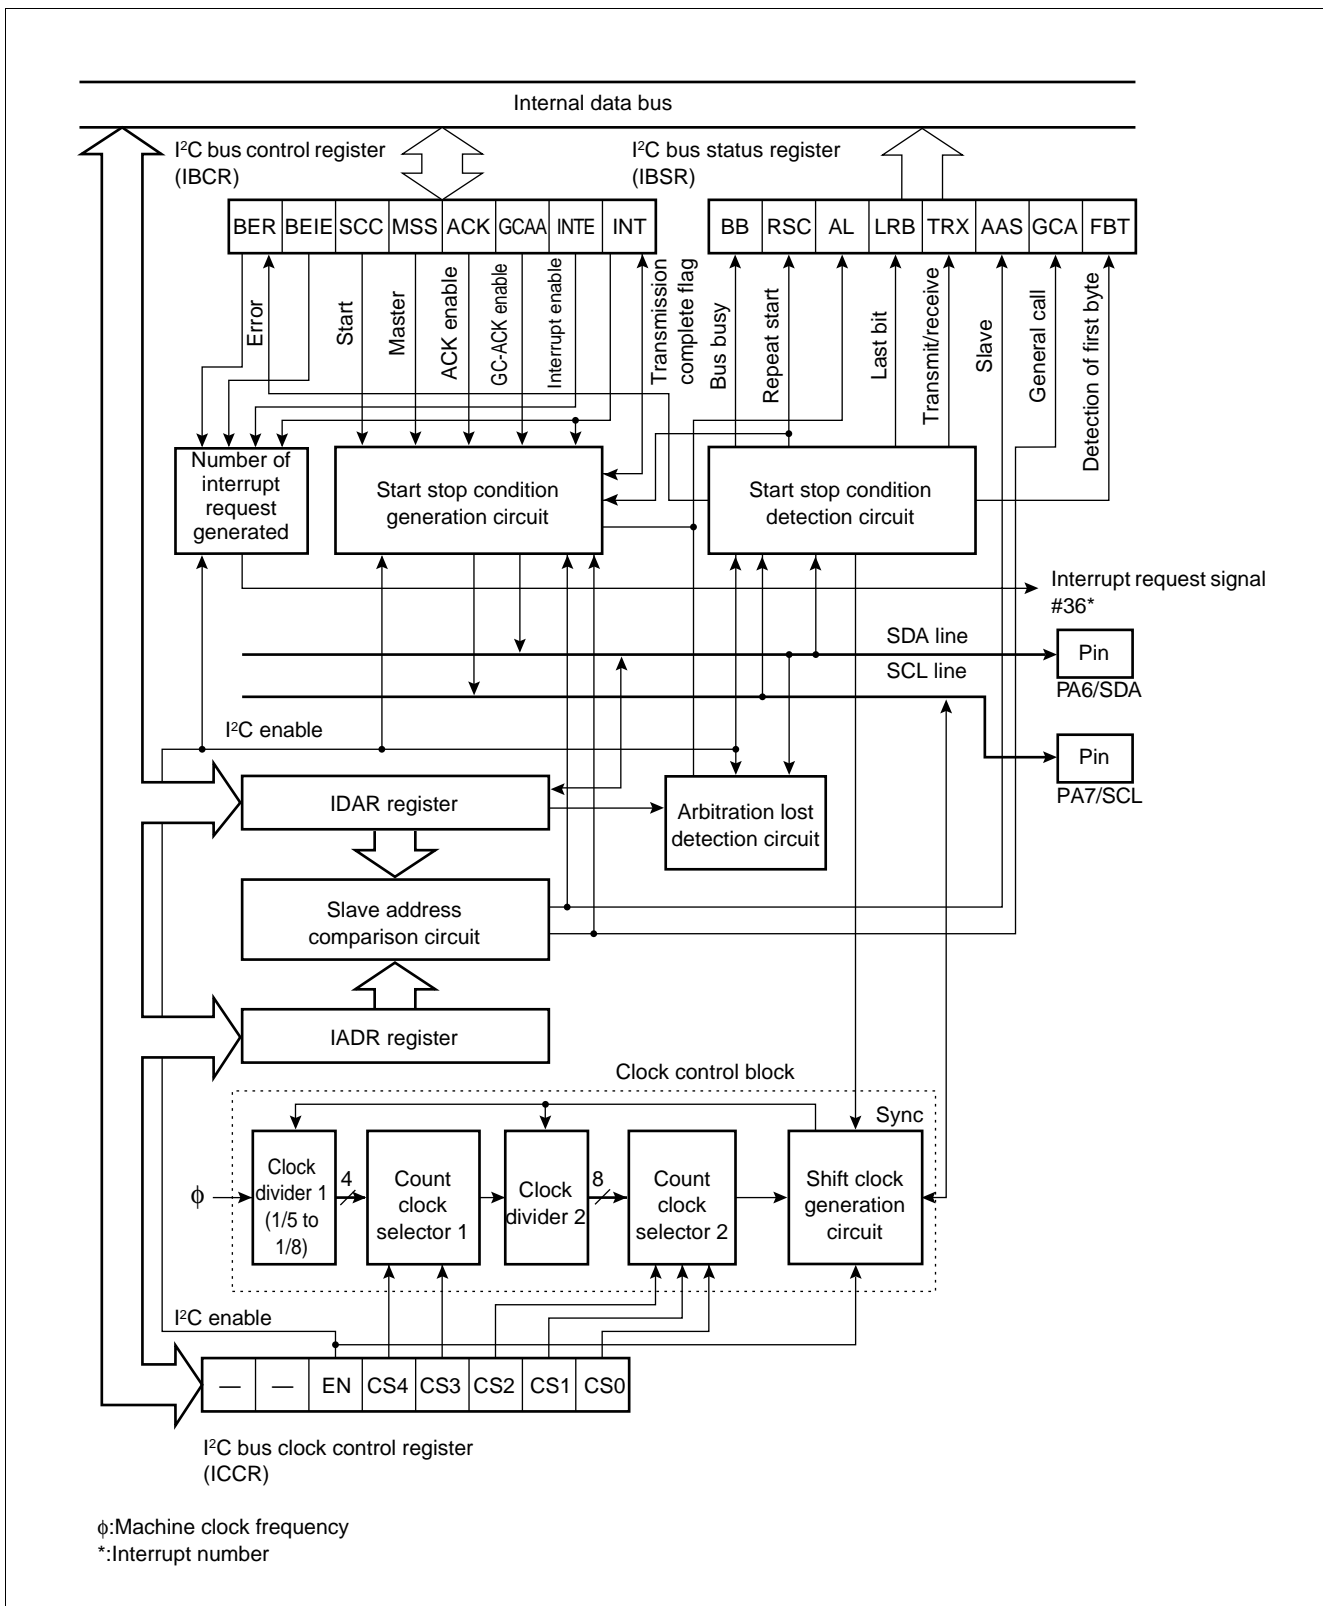 Internal data bus
I²C bus control register
(IBCR)
I²C bus status register
(IBSR)
BER BEIE SCC MSS ACK GCAA INTE INT
BB RSC AL LRB TRX AAS GCA FBT
Error
Start
Master
ACK enable
GC-ACK enable
Interrupt enable
Transmission
complete flag
Bus busy
Repeat start
Last bit
Transmit/receive
Slave
General call
Detection of first byte
Number of
interrupt
request
generated
Start stop condition
generation circuit
Start stop condition
detection circuit
Interrupt request signal
#36*
SDA line
Pin
PA6/SDA
SCL line
I²C enable
Pin
PA7/SCL
IDAR register
Arbitration lost
detection circuit
Slave address
comparison circuit
IADR register
Clock control block
Sync
ϕ
Clock
divider 1
(1/5 to
1/8)
4
Count
clock
selector 1
Clock
divider 2
8
Count
clock
selector 2
Shift clock
generation
circuit
I²C enable
— — EN CS4 CS3 CS2 CS1 CS0
I²C bus clock control register
(ICCR)
ϕ:Machine clock frequency
*:Interrupt number